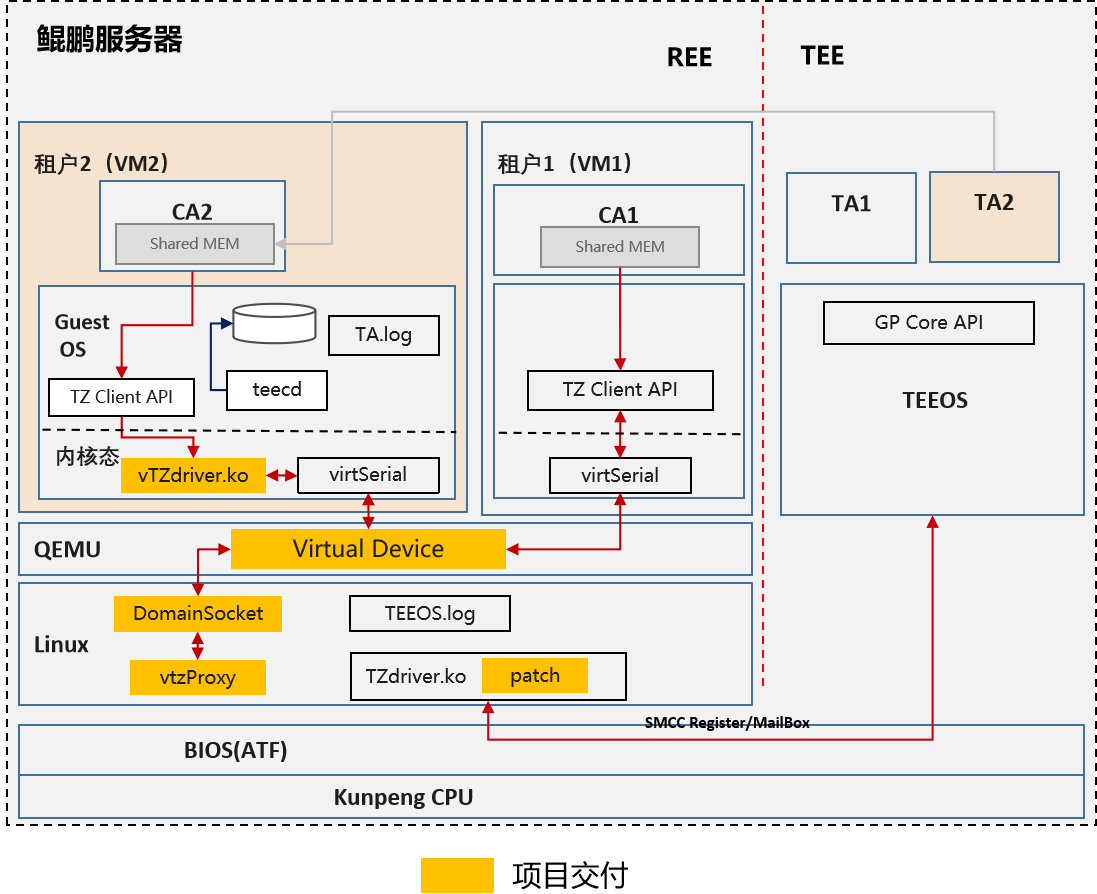 鲲鹏服务器
REE
TEE
租户2（VM2）
CA2
Shared MEM
Guest
OS
TA.log
teecd
TZ Client API
内核态
vTZdriver.ko
virtSerial
租户1（VM1）
CA1
Shared MEM
TZ Client API
virtSerial
TA1
TA2
GP Core API
TEEOS
QEMU
Virtual Device
Linux
DomainSocket
vtzProxy
TEEOS.log
TZdriver.ko
patch
SMCC Register/MailBox
BIOS(ATF)
Kunpeng CPU
项目交付